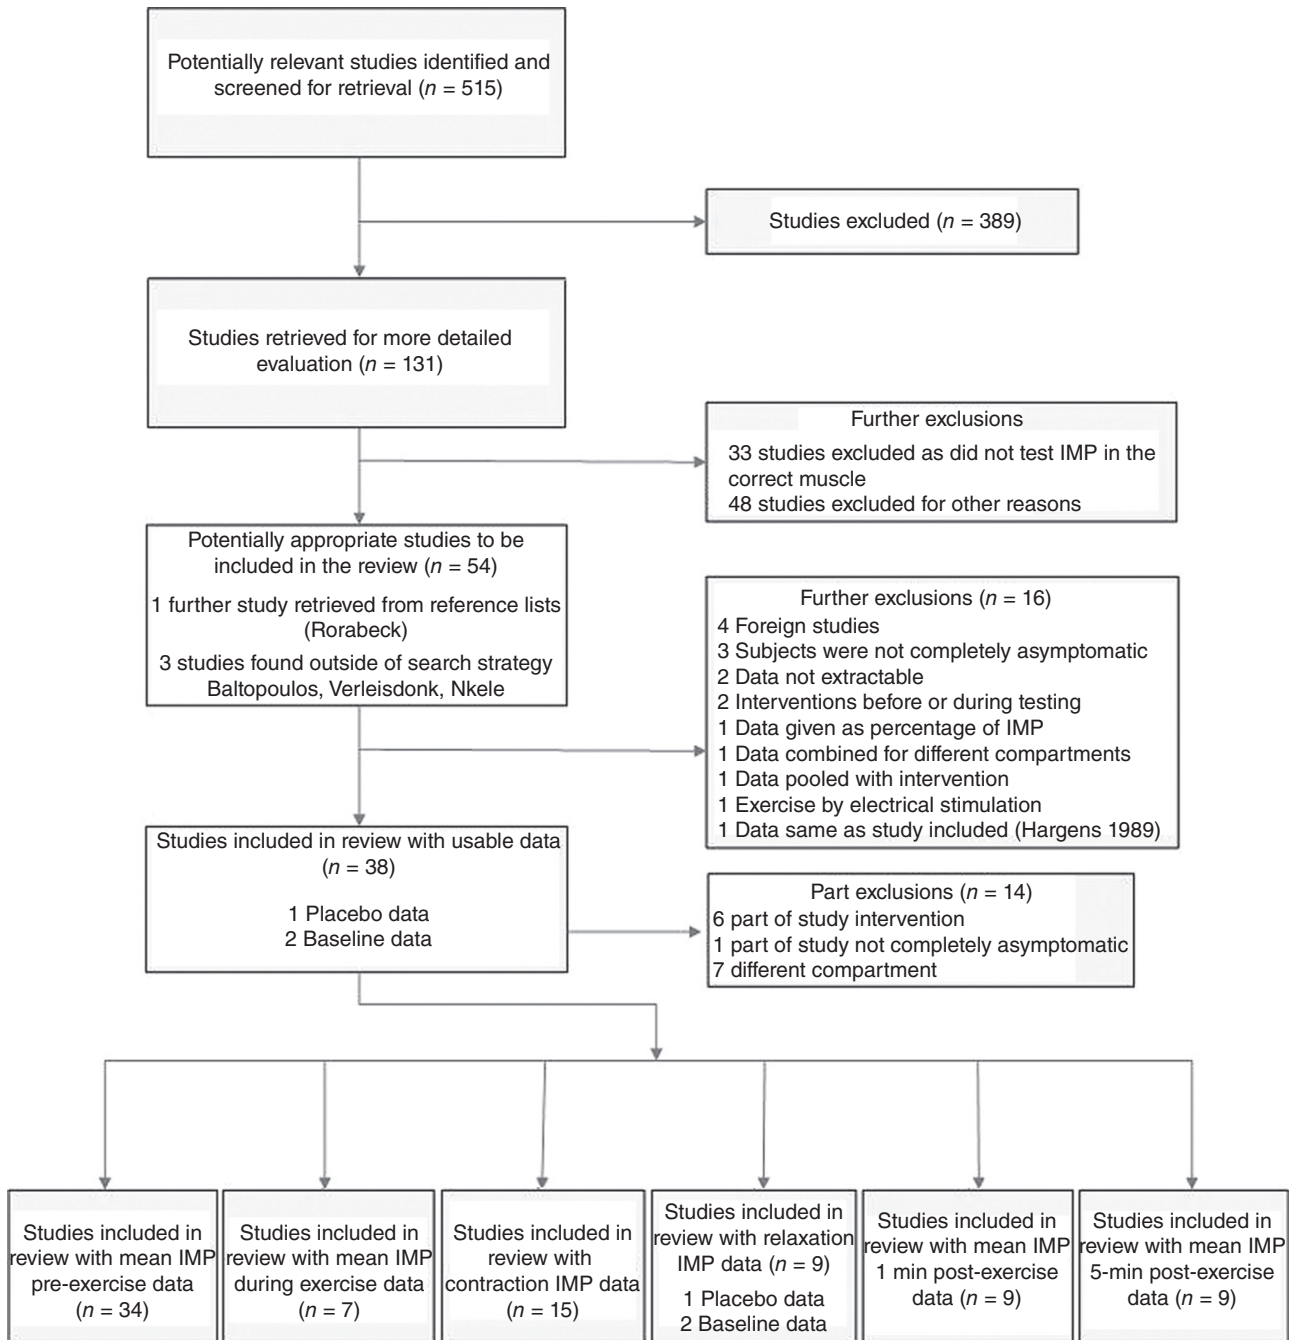 Potentially relevant studies identified and
screened for retrieval (n = 515)
Studies excluded (n = 389)
Studies retrieved for more detailed
evaluation (n = 131)
Further exclusions
33 studies excluded as did not test IMP in the
correct muscle
48 studies excluded for other reasons
Potentially appropriate studies to be
included in the review (n = 54)
1 further study retrieved from reference lists
(Rorabeck)
3 studies found outside of search strategy
Baltopoulos, Verleisdonk, Nkele
Further exclusions (n = 16)
4 Foreign studies
3 Subjects were not completely asymptomatic
2 Data not extractable
2 Interventions before or during testing
1 Data given as percentage of IMP
1 Data combined for different compartments
1 Data pooled with intervention
1 Exercise by electrical stimulation
1 Data same as study included (Hargens 1989)
Studies included in review with usable data
(n = 38)
1 Placebo data
2 Baseline data
Part exclusions (n = 14)
6 part of study intervention
1 part of study not completely asymptomatic
7 different compartment
Studies included in
review with mean IMP
pre-exercise data
(n = 34)
Studies included in
review with mean IMP
during exercise data
(n = 7)
Studies included in
review with
contraction IMP data
(n = 15)
Studies included in
review with relaxation
IMP data (n = 9)
1 Placebo data
2 Baseline data
Studies included in
review with mean IMP
1 min post-exercise
data (n = 9)
Studies included in
review with mean IMP
5-min post-exercise
data (n = 9)